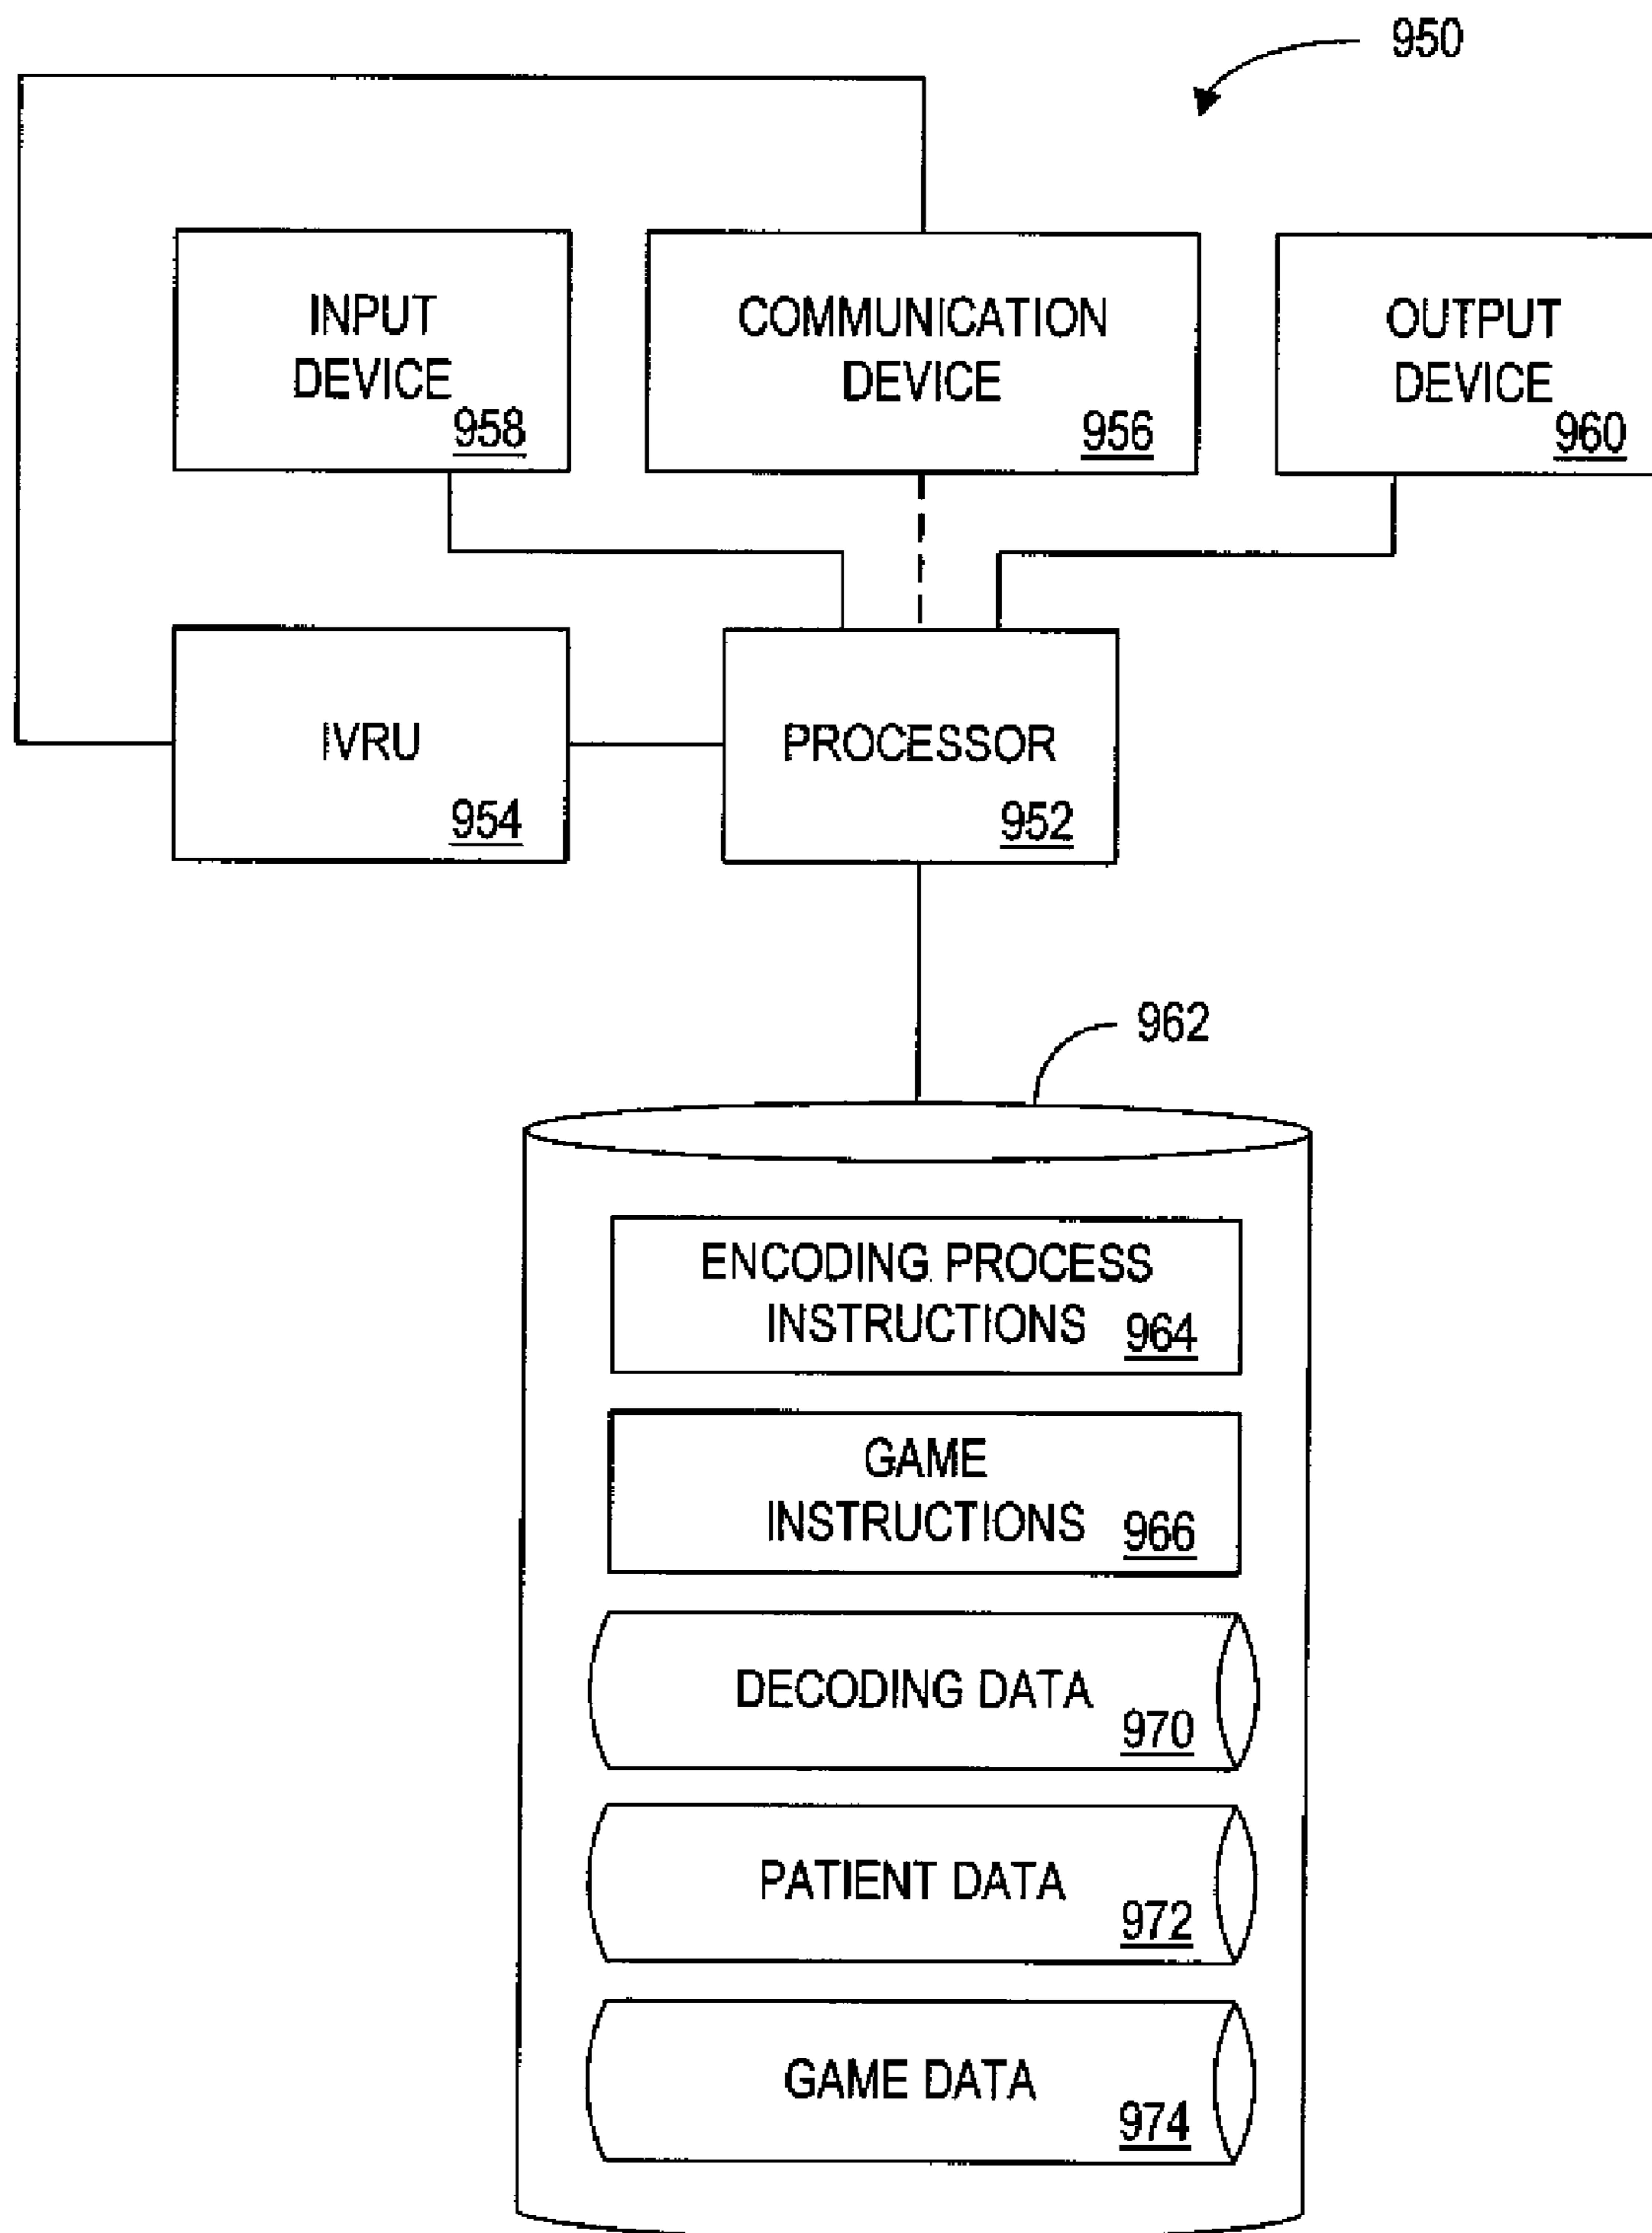 950
INPUT
DEVICE
958
COMMUNICATION
DEVICE
956
OUTPUT
DEVICE
960
IVRU
954
PROCESSOR
952
962
ENCODING PROCESS
INSTRUCTIONS 964
GAME
INSTRUCTIONS 966
DECODING DATA
970
PATIENT DATA
972
GAME DATA
974